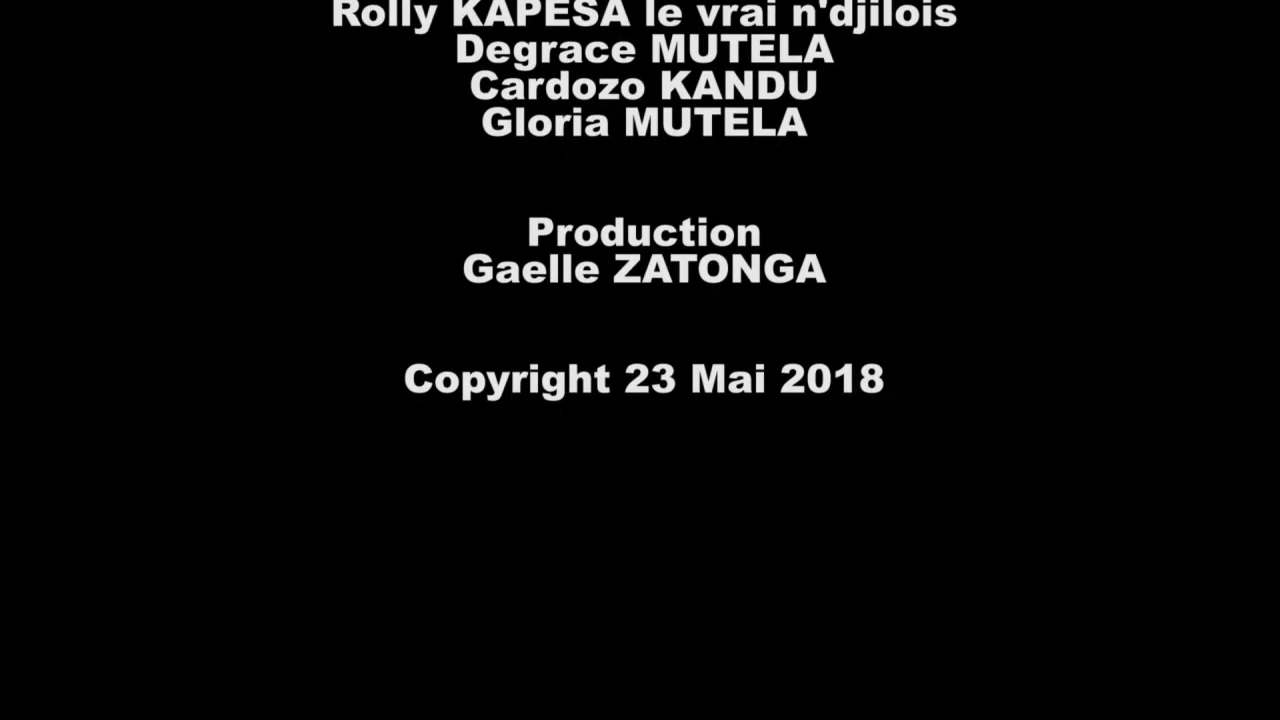 Rolly KAPESA le vrai n'djilois
Degrace MUTELA
Cardozo KANDU
Gloria MUTELA
Production
Gaelle ZATONGA
Copyright 23 Mai 2018